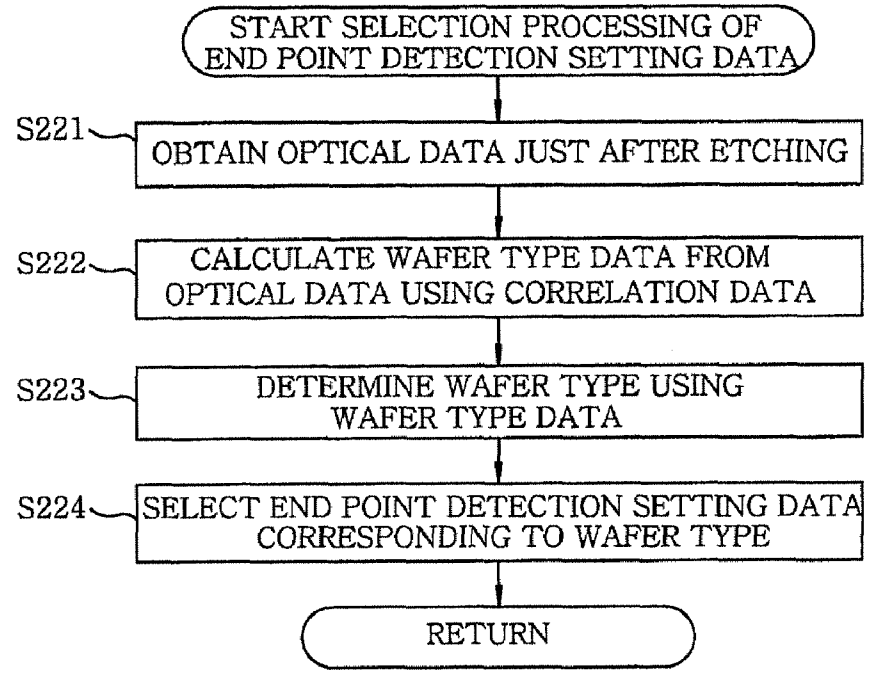 START SELECTION PROCESSING OF
END POINT DETECTION SETTING DATA
S221
OBTAIN OPTICAL DATA JUST AFTER ETCHING
S222
CALCULATE WAFER TYPE DATA FROM
OPTICAL DATA USING CORRELATION DATA
S223
DETERMINE WAFER TYPE USING
WAFER TYPE DATA
S224
SELECT END POINT DETECTION SETTING DATA
CORRESPONDING TO WAFER TYPE
RETURN